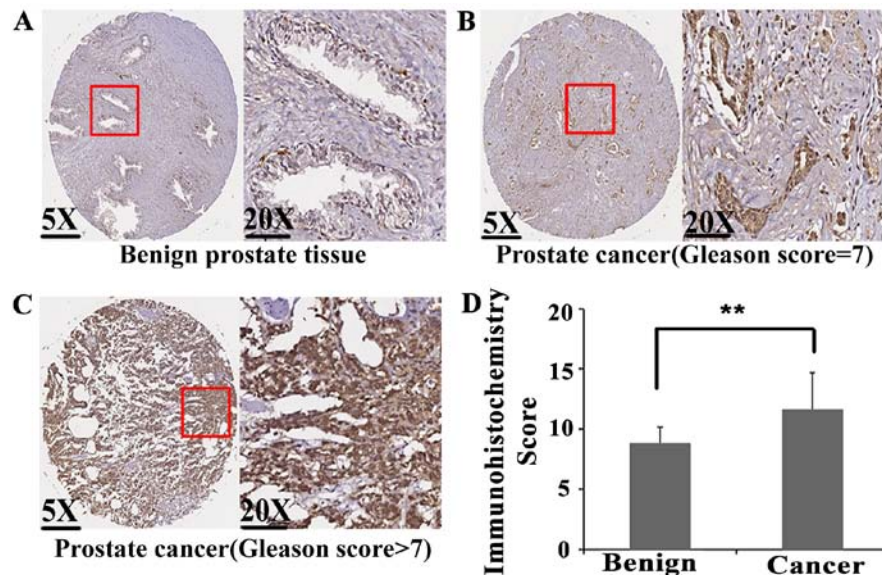 A
5X
20X
Benign prostate tissue
B
5X
20X
Prostate cancer(Gleason score=7)
C
5X
20X
Prostate cancer(Gleason score>7)
D
Immunohistochemistry
Score
20
15
10
5
0
**
Benign
Cancer